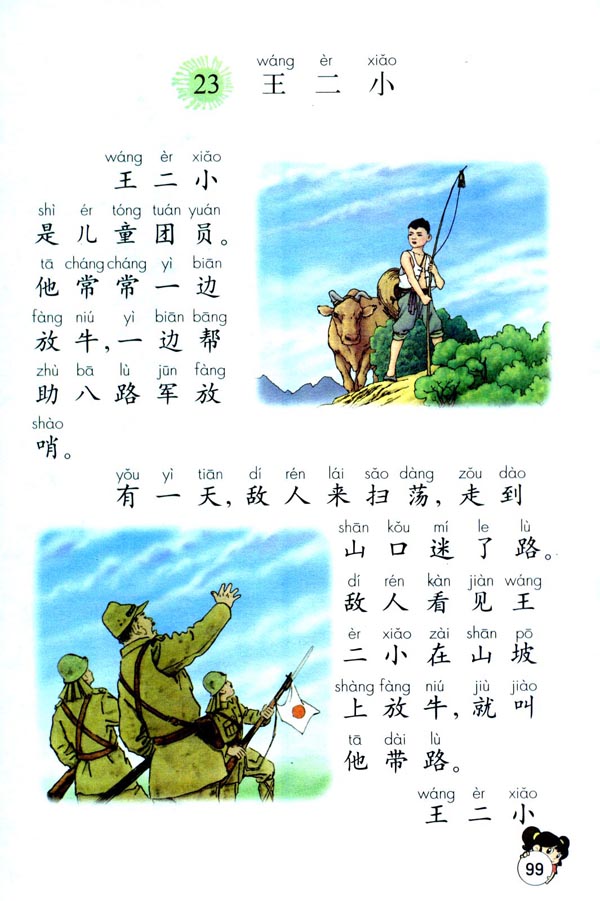 wáng èr xiǎo
23 王二小
wáng èr xiǎo
王二小
shì ér tóng tuán yuán
是儿童团员。
tā cháng cháng yì biān
他常常一边
fàng niú yì biān bāng
放牛,一边帮
zhù bā lù jūn fàng
助八路军放
shào
哨。
yǒu yì tiān dí rén lái sǎo dàng zǒu dào
有一天,敌人来扫荡,走到
shān kǒu mí le lù
山口迷了路。
dí rén kàn jiàn wáng
敌人看见王
èr xiǎo zài shān pō
二小在山坡
shàng fàng niú jiù jiào
上放牛,就叫
tā dài lù
他带路。
wáng èr xiǎo
王二小
99